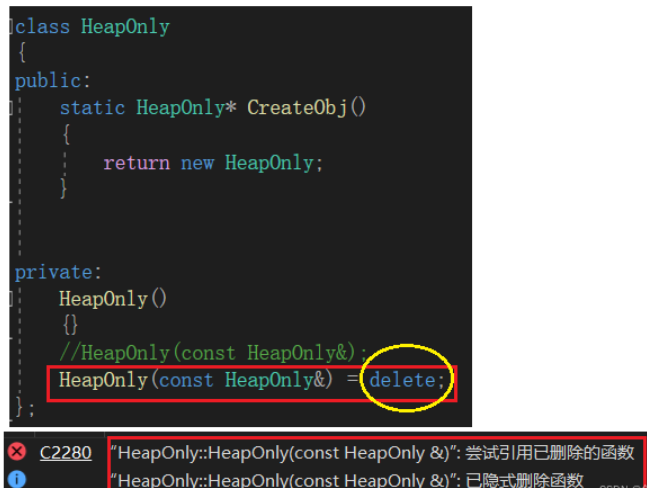 class HeapOnly
{
public:
static HeapOnly* CreateObj()
{
return new HeapOnly;
}
private:
HeapOnly()
{}
//HeapOnly(const HeapOnly&);
HeapOnly(const HeapOnly&) = delete;
};
C2280 “HeapOnly::HeapOnly(const HeapOnly &)”: 尝试引用已删除的函数
“HeapOnly::HeapOnly(const HeapOnly &)”: 已隐式删除函数